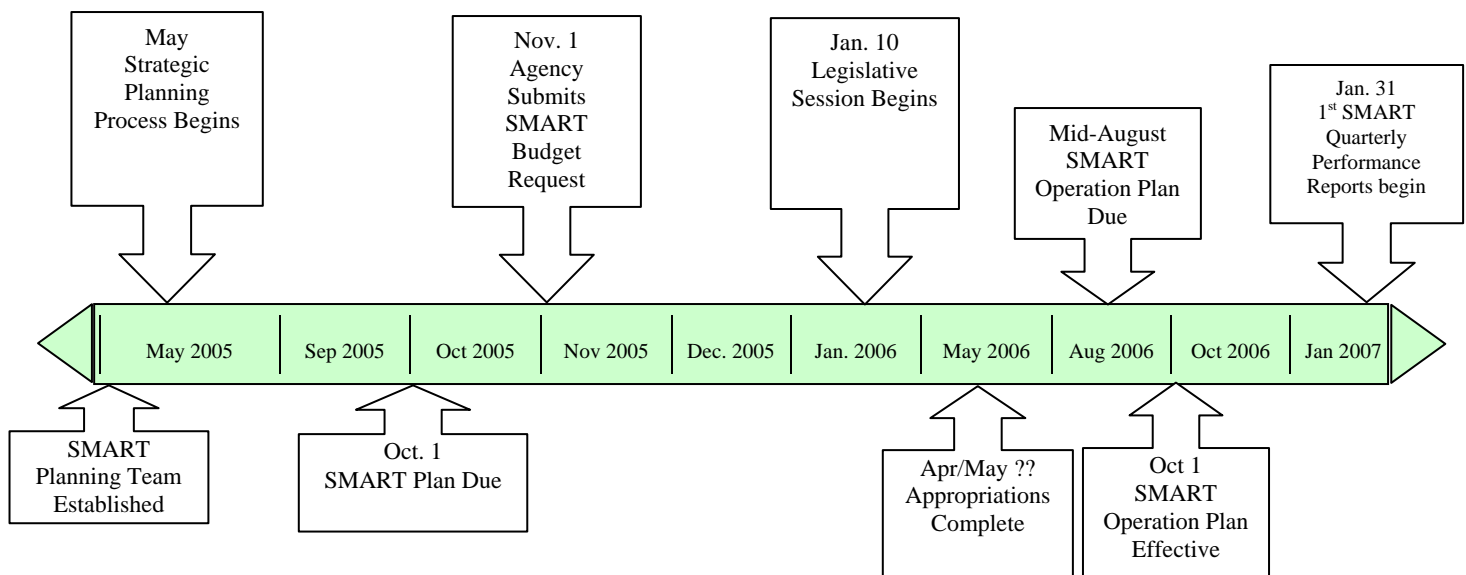 May
Strategic
Planning
Process Begins
Nov. 1
Agency
Submits
SMART
Budget
Request
Jan. 10
Legislative
Session Begins
Mid-August
SMART
Operation Plan
Due
Jan. 31
1st SMART
Quarterly
Performance
Reports begin
May 2005
Sep 2005
Oct 2005
Nov 2005
Dec. 2005
Jan. 2006
May 2006
Aug 2006
Oct 2006
Jan 2007
SMART
Planning Team
Established
Oct. 1
SMART Plan Due
Apr/May ??
Appropriations
Complete
Oct 1
SMART
Operation Plan
Effective